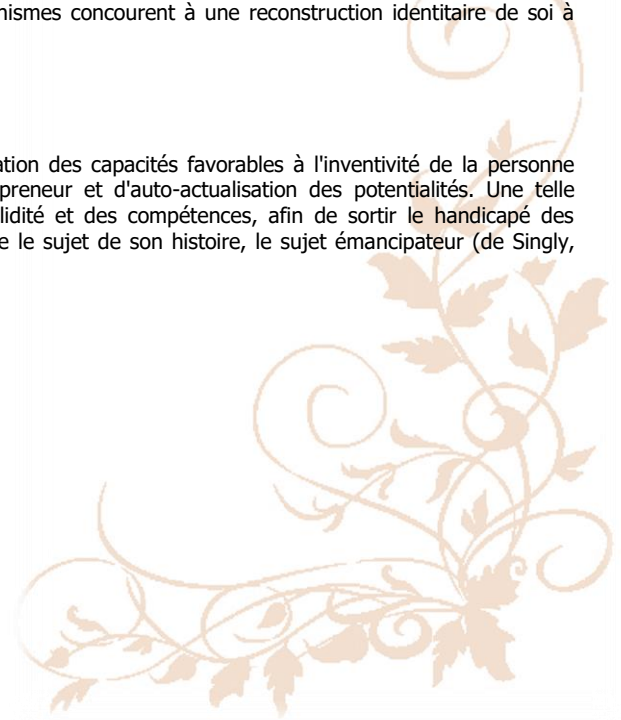 nismes concourent à une reconstruction identitaire de soi à
ation des capacités favorables à l'inventivité de la personne
preneur et d'auto-actualisation des potentialités. Une telle
lidité et des compétences, afin de sortir le handicapé des
e le sujet de son histoire, le sujet émancipateur (de Singly,